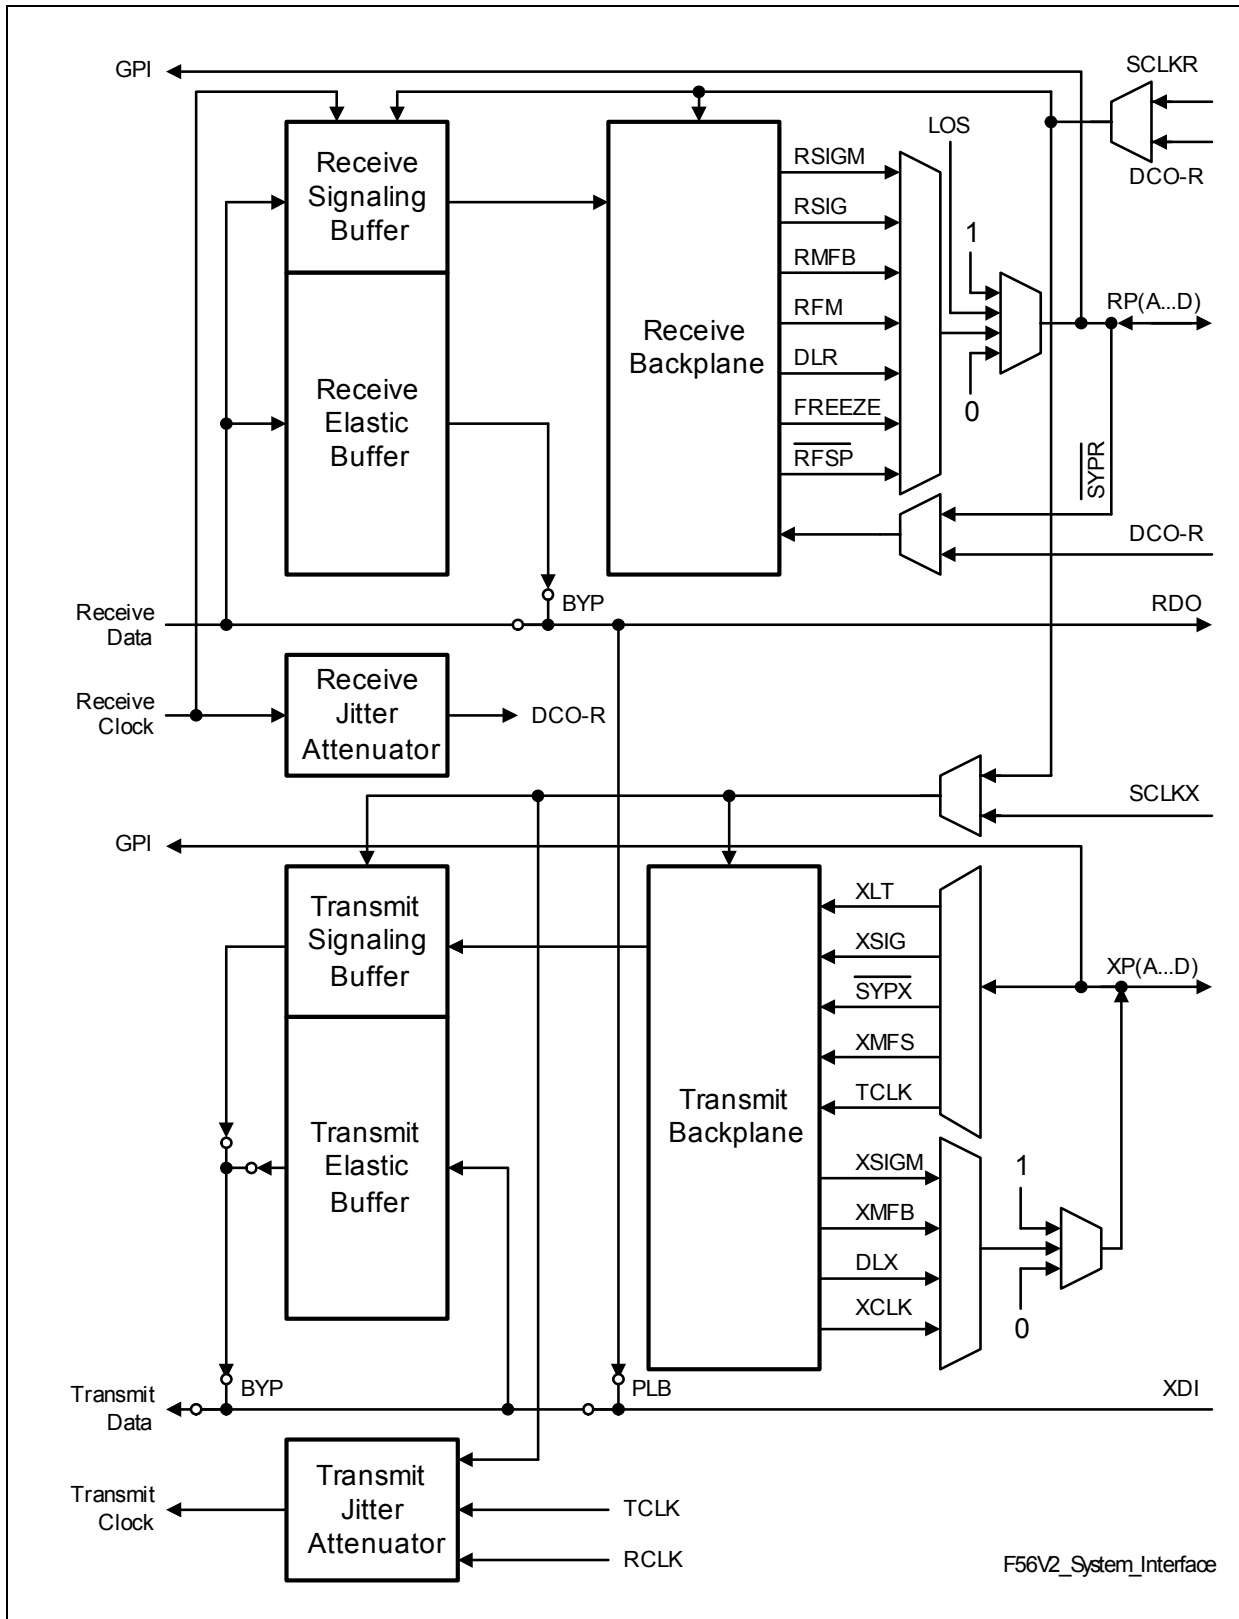 GPI
SCLKR
LOS
DCO-R
Receive
Signaling
Buffer
Receive
Elastic
Buffer
Receive
Backplane
RSIGM
RSIG
RMFB
RFM
DLR
FREEZE
RFSP
1
0
RP(A...D)
SYPR
DCO-R
BYP
RDO
Receive
Data
Receive
Clock
Receive
Jitter
Attenuator
DCO-R
SCLKX
GPI
Transmit
Signaling
Buffer
Transmit
Elastic
Buffer
Transmit
Backplane
XLT
XSIG
SYPX
XMFS
TCLK
XP(A...D)
XSIGM
XMFB
DLX
XCLK
1
0
BYP
PLB
XDI
Transmit
Data
Transmit
Clock
Transmit
Jitter
Attenuator
TCLK
RCLK
F56V2_System_Interface